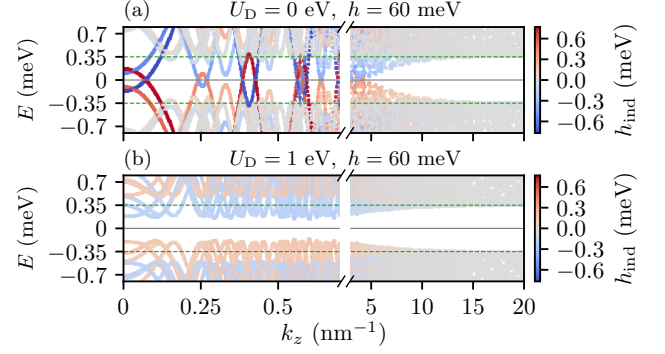 (a) U_D = 0 eV, h = 60 meV
0.7
0.35
0
−0.35
−0.7
E (meV)
0.6
0.3
0.0
−0.3
−0.6
h_ind (meV)
(b) U_D = 1 eV, h = 60 meV
0.7
0.35
0
−0.35
−0.7
E (meV)
0.6
0.3
0.0
−0.3
−0.6
h_ind (meV)
0 0.25 0.5 5 10 15 20
k_z (nm⁻¹)